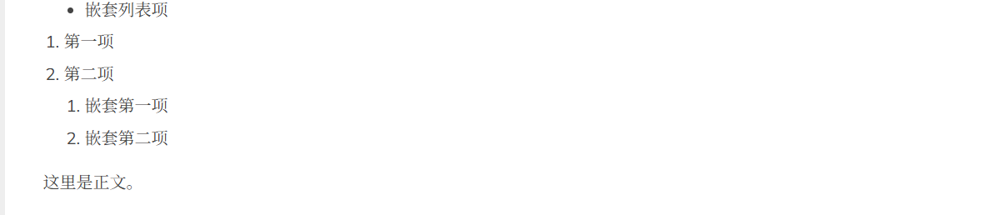 • 嵌套列表项
1. 第一项
2. 第二项
1. 嵌套第一项
2. 嵌套第二项
这里是正文。